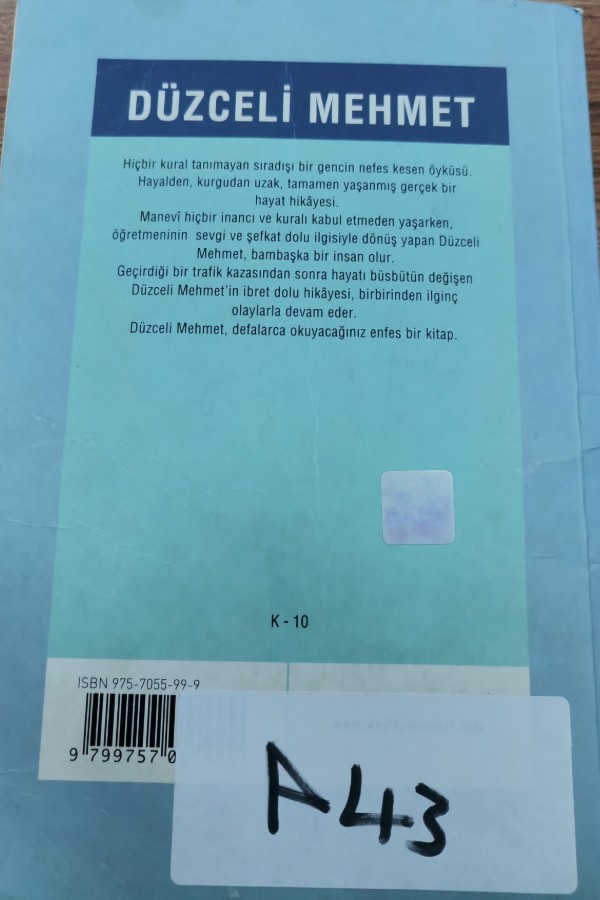 DÜZCELİ MEHMET
Hiçbir kural tanımayan sıradışı bir gencin nefes kesen öyküsü.
Hayalden, kurgudan uzak, tamamen yaşanmış gerçek bir
hayat hikâyesi.
Manevî hiçbir inancı ve kuralı kabul etmeden yaşarken,
öğretmeninin sevgi ve şefkat dolu ilgisiyle dönüş yapan Düzceli
Mehmet, bambaşka bir insan olur.
Geçirdiği bir trafik kazasından sonra hayatı büsbütün değişen
Düzceli Mehmet'in ibret dolu hikâyesi, birbirinden ilginç
olaylarla devam eder.
Düzceli Mehmet, defalarca okuyacağınız enfes bir kitap.
K - 10
ISBN 975-7055-99-9
9 799757 0
A43